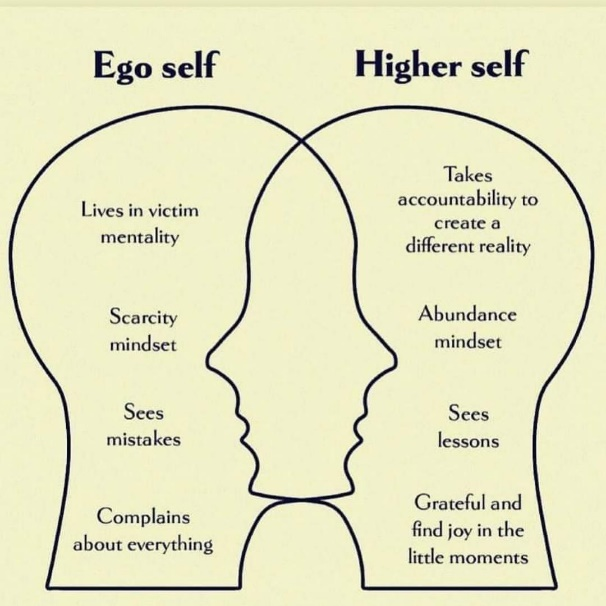 Ego self
Higher self
Lives in victim
mentality
Takes
accountability to
create a
different reality
Scarcity
mindset
Abundance
mindset
Sees
mistakes
Sees
lessons
Complains
about everything
Grateful and
find joy in the
little moments